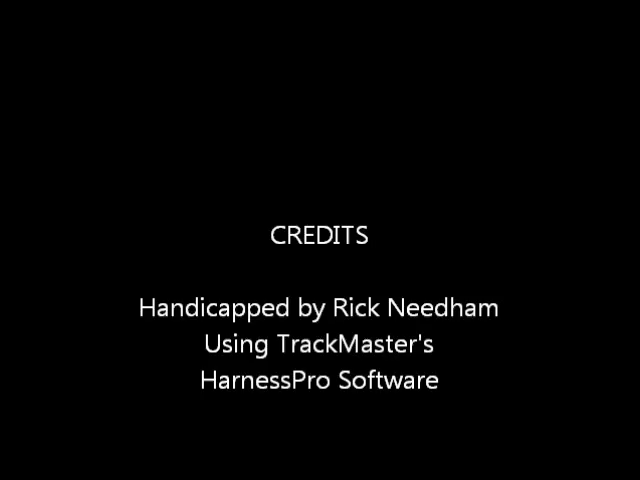 CREDITS
Handicapped by Rick Needham
Using TrackMaster's
HarnessPro Software